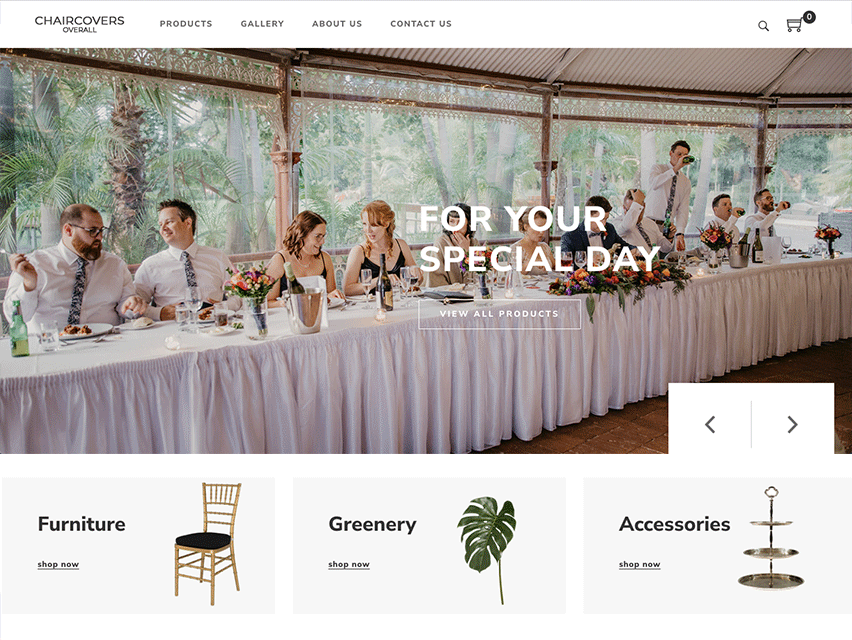 CHAIRCOVERS
OVERALL
PRODUCTS
GALLERY
ABOUT US
CONTACT US
0
FOR YOUR
SPECIAL DAY
VIEW ALL PRODUCTS
Furniture
shop now
Greenery
shop now
Accessories
shop now